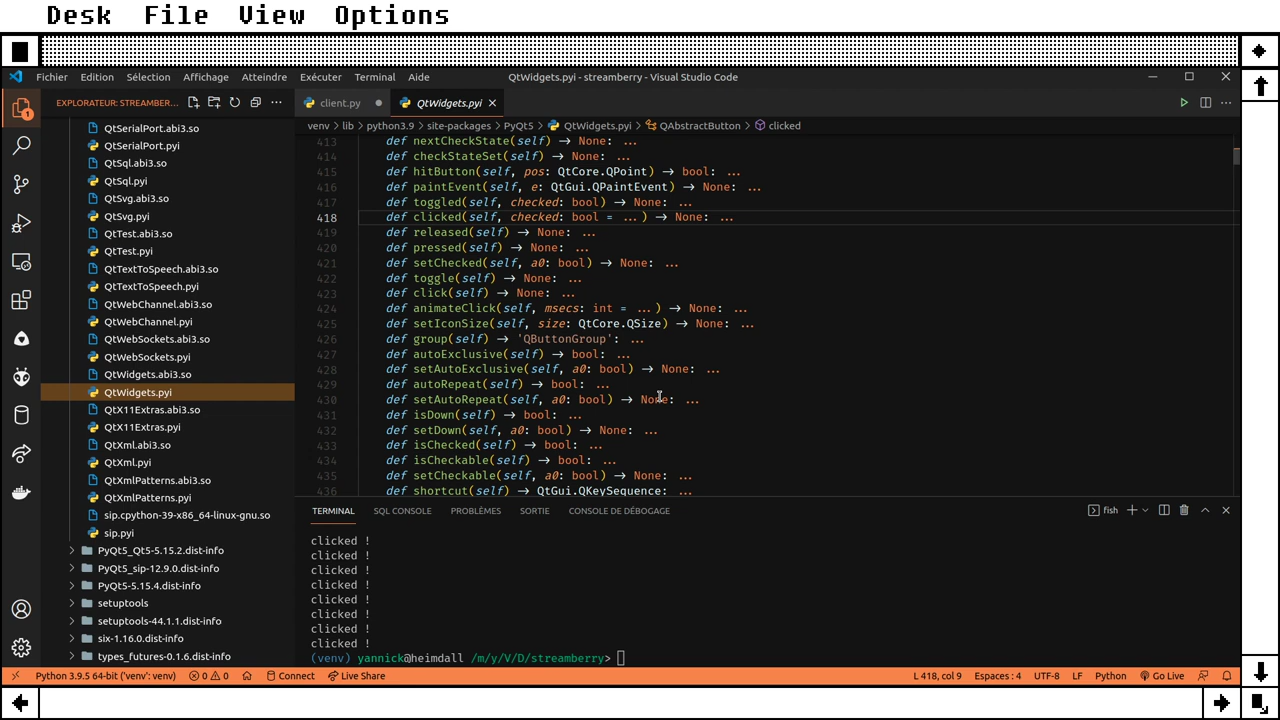 Desk File View Options
Fichier Edition Sélection Affichage Atteindre Exécuter Terminal Aide QtWidgets.pyi - streamberry - Visual Studio Code
EXPLORATEUR: STREAMBER...
client.py
QtWidgets.pyi
venv > lib > python3.9 > site-packages > PyQt5 > QtWidgets.pyi > QAbstractButton > clicked
1
QtSerialPort.abi3.so
QtSerialPort.pyi
QtSql.abi3.so
QtSql.pyi
QtSvg.abi3.so
QtSvg.pyi
QtTest.abi3.so
QtTest.pyi
QtTextToSpeech.abi3.so
QtTextToSpeech.pyi
QtWebChannel.abi3.so
QtWebChannel.pyi
QtWebSockets.abi3.so
QtWebSockets.pyi
QtWidgets.abi3.so
QtWidgets.pyi
QtX11Extras.abi3.so
QtX11Extras.pyi
QtXml.abi3.so
QtXml.pyi
QtXmlPatterns.abi3.so
QtXmlPatterns.pyi
sip.cpython-39-x86_64-linux-gnu.so
sip.pyi
PyQt5_Qt5-5.15.2.dist-info
PyQt5_sip-12.9.0.dist-info
PyQt5-5.15.4.dist-info
setuptools
setuptools-44.1.1.dist-info
six-1.16.0.dist-info
types_futures-0.1.6.dist-info
413 def nextCheckState(self) → None: ...
414 def checkStateSet(self) → None: ...
415 def hitButton(self, pos: QtCore.QPoint) → bool: ...
416 def paintEvent(self, e: QtGui.QPaintEvent) → None: ...
417 def toggled(self, checked: bool) → None: ...
418 def clicked(self, checked: bool = ... ) → None: ...
419 def released(self) → None: ...
420 def pressed(self) → None: ...
421 def setChecked(self, a0: bool) → None: ...
422 def toggle(self) → None: ...
423 def click(self) → None: ...
424 def animateClick(self, msecs: int = ... ) → None: ...
425 def setIconSize(self, size: QtCore.QSize) → None: ...
426 def group(self) → 'QButtonGroup': ...
427 def autoExclusive(self) → bool: ...
428 def setAutoExclusive(self, a0: bool) → None: ...
429 def autoRepeat(self) → bool: ...
430 def setAutoRepeat(self, a0: bool) → None: ...
431 def isDown(self) → bool: ...
432 def setDown(self, a0: bool) → None: ...
433 def isChecked(self) → bool: ...
434 def isCheckable(self) → bool: ...
435 def setCheckable(self, a0: bool) → None: ...
436 def shortcut(self) → QtGui.QKeySequence: ...
TERMINAL SQL CONSOLE PROBLÈMES SORTIE CONSOLE DE DÉBOGAGE fish
clicked !
clicked !
clicked !
clicked !
clicked !
clicked !
clicked !
clicked !
(venv) yannick@heimdall /m/y/V/D/streamberry>
Python 3.9.5 64-bit ('venv': venv) 0 0 Connect Live Share L 418, col 9 Espaces : 4 UTF-8 LF Python Go Live